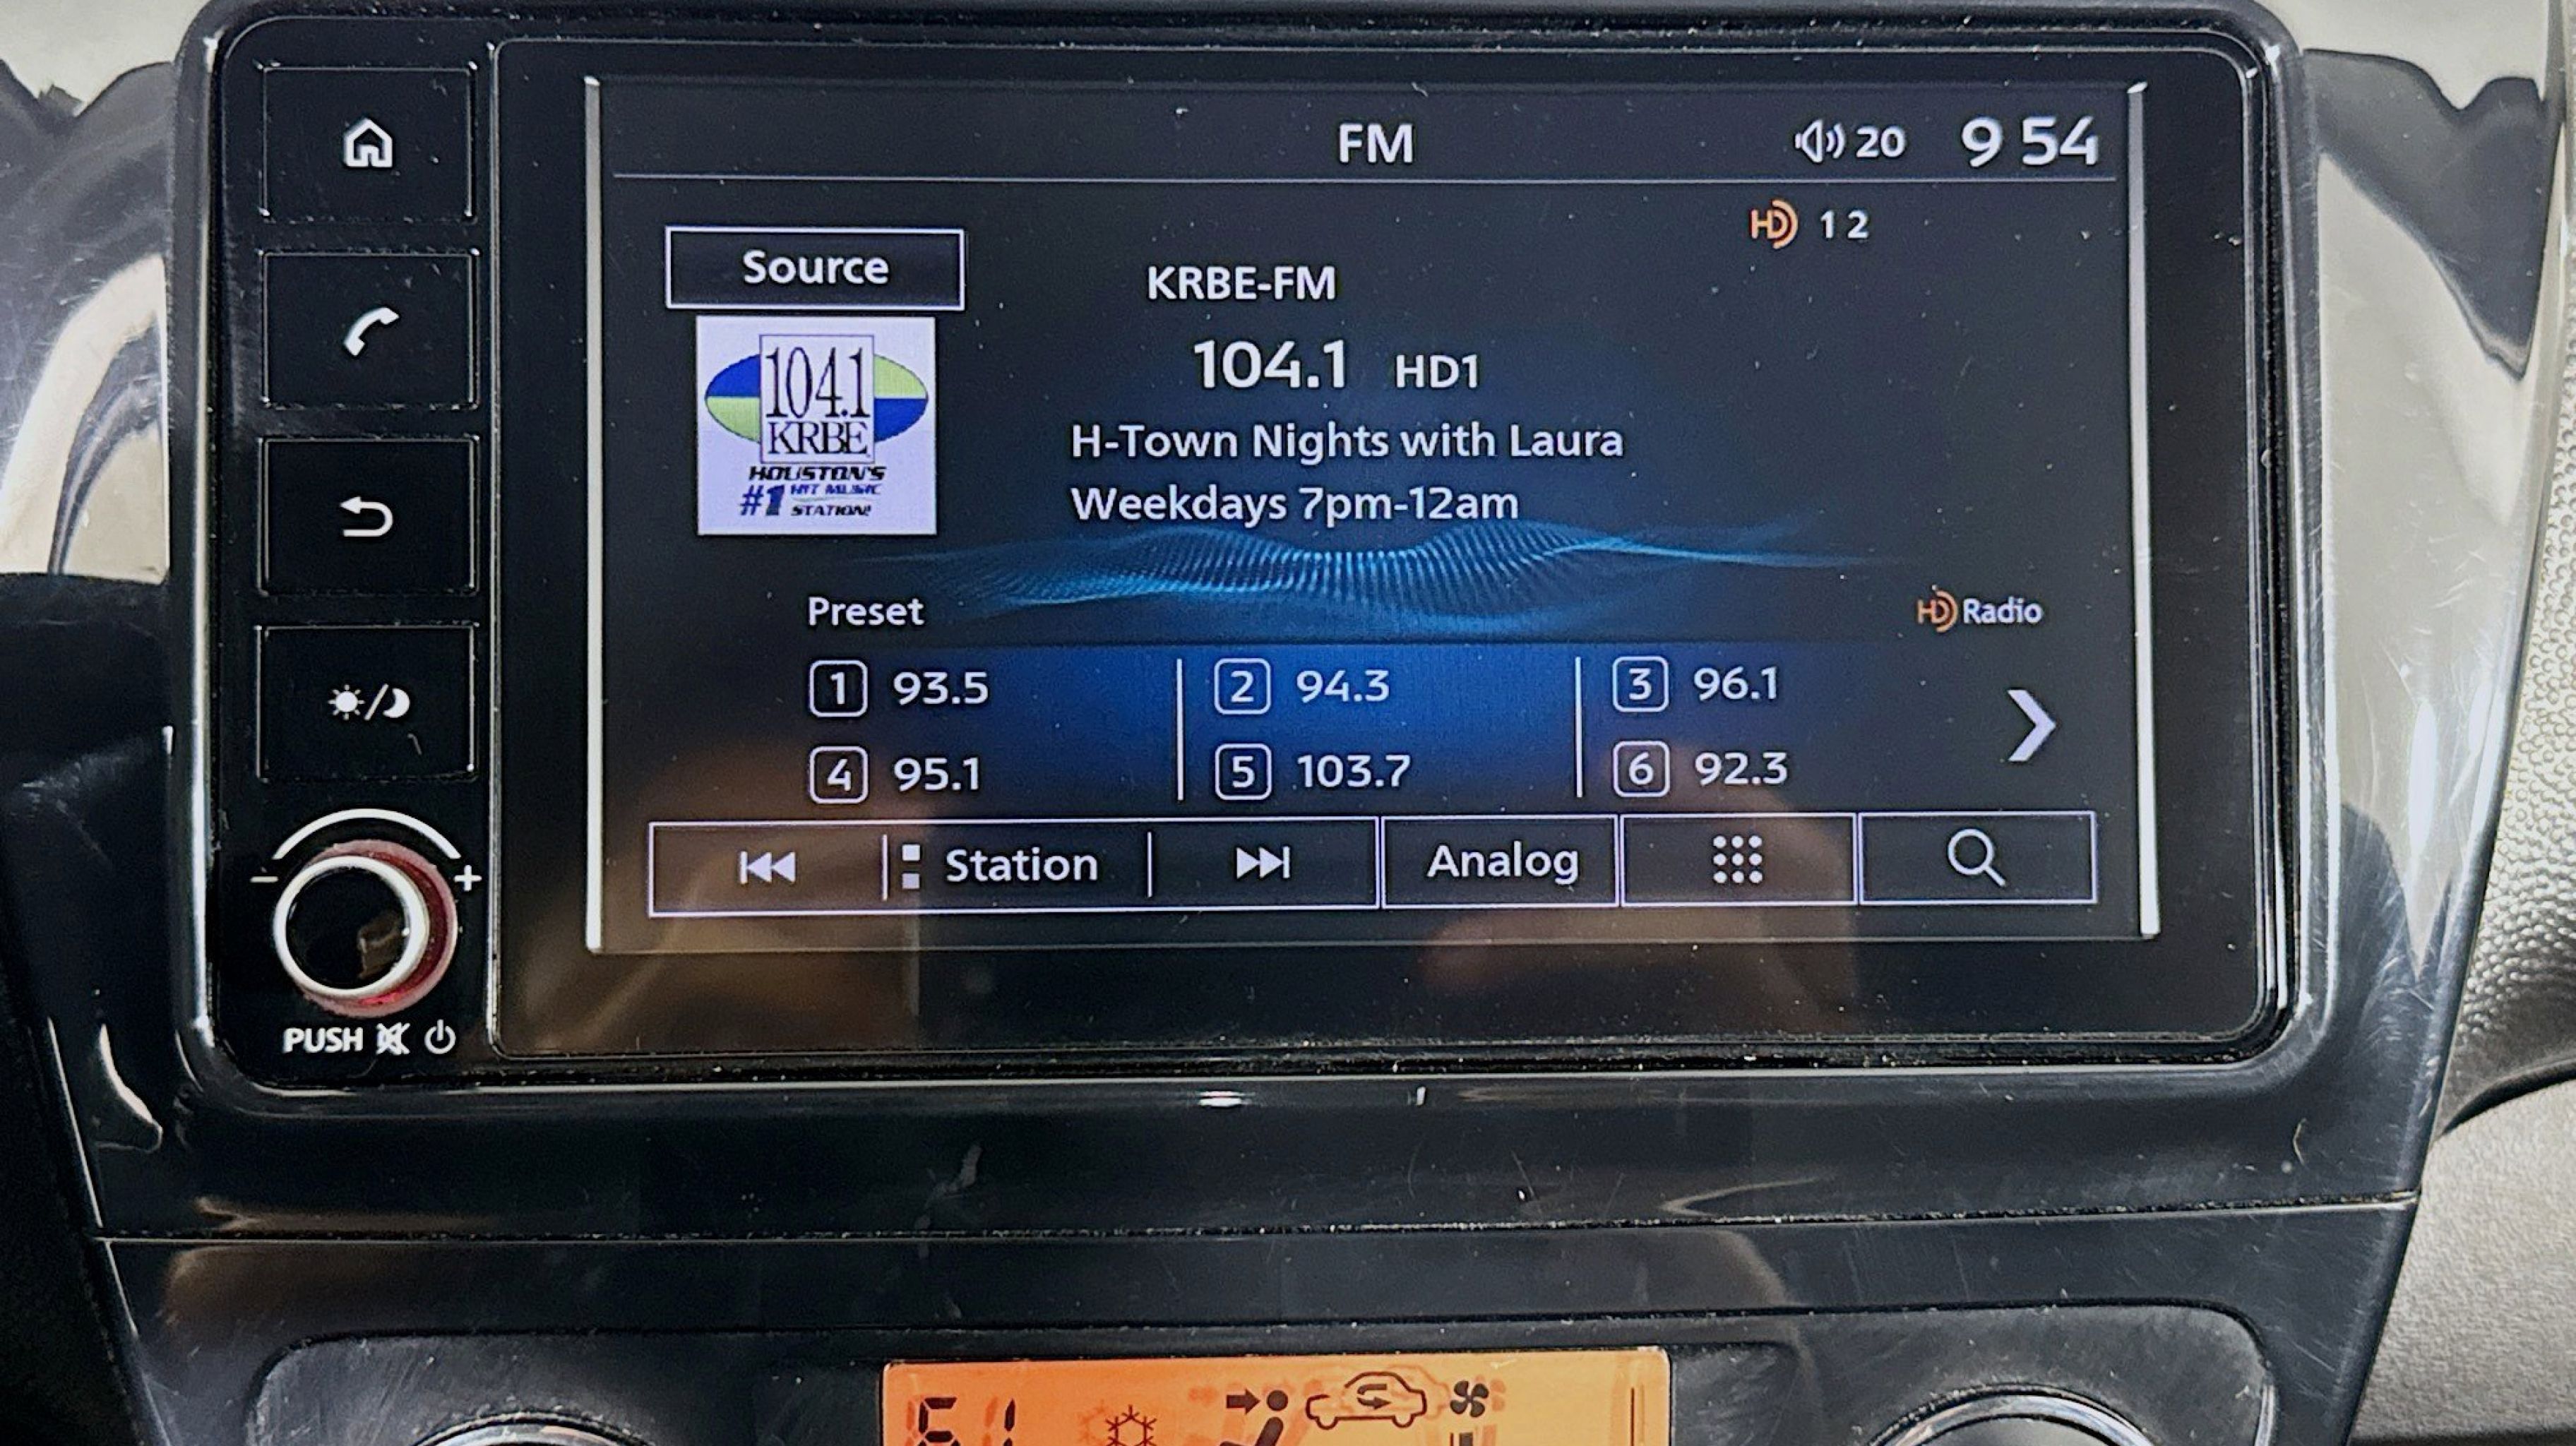 FM
20 9 54
HD 1 2
Source
KRBE-FM
104.1
KRBE
HOUSTON'S
#1 HIT MUSIC
STATION!
104.1 HD1
H-Town Nights with Laura
Weekdays 7pm-12am
Preset
HD Radio
1 93.5 2 94.3 3 96.1
4 95.1 5 103.7 6 92.3
Station Analog
- +
PUSH
61